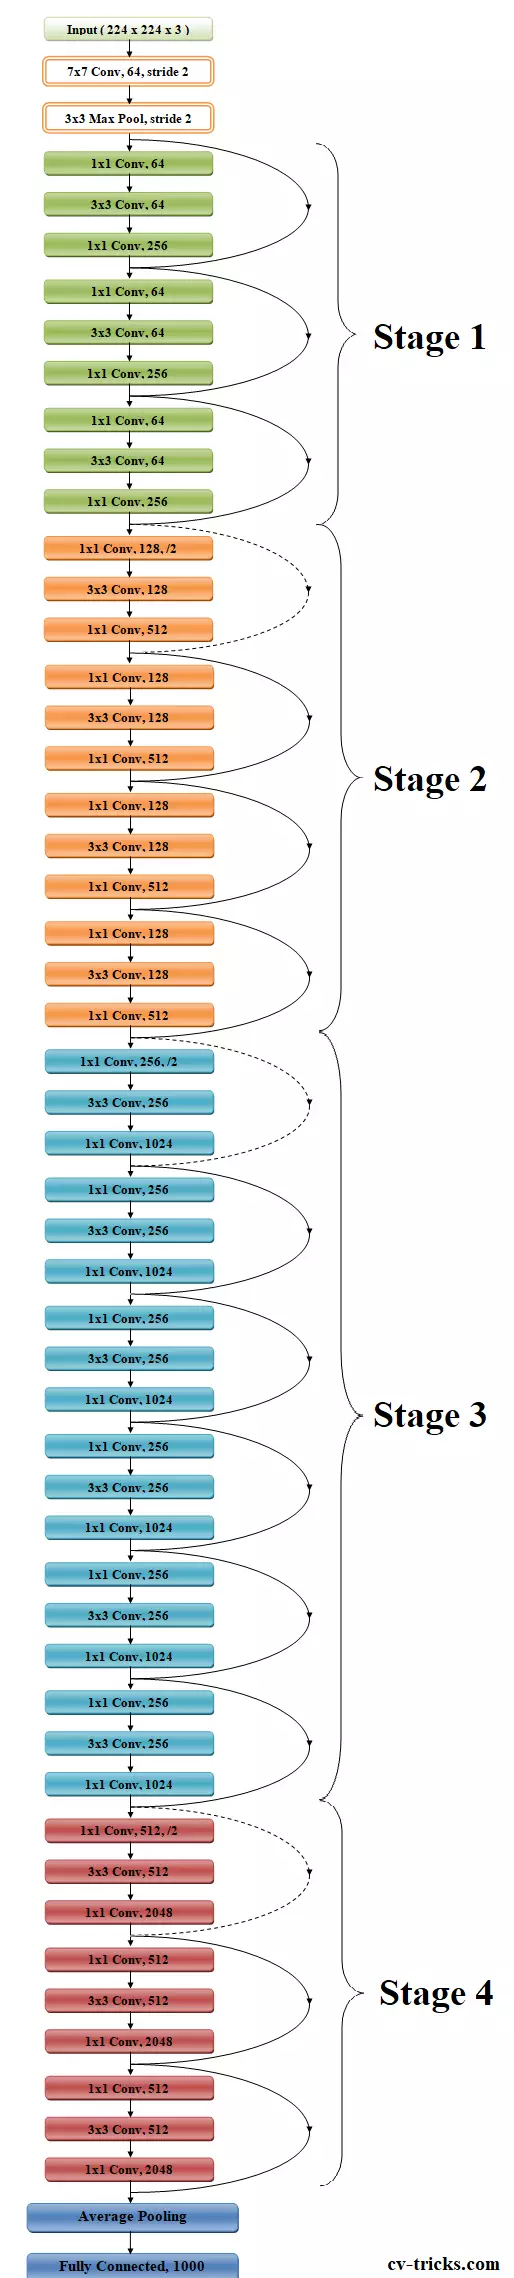 Input ( 224 x 224 x 3 )
7x7 Conv, 64, stride 2
3x3 Max Pool, stride 2
1x1 Conv, 64
3x3 Conv, 64
1x1 Conv, 256
1x1 Conv, 64
3x3 Conv, 64
Stage 1
1x1 Conv, 256
1x1 Conv, 64
3x3 Conv, 64
1x1 Conv, 256
1x1 Conv, 128, /2
3x3 Conv, 128
1x1 Conv, 512
1x1 Conv, 128
3x3 Conv, 128
1x1 Conv, 512
Stage 2
1x1 Conv, 128
3x3 Conv, 128
1x1 Conv, 512
1x1 Conv, 128
3x3 Conv, 128
1x1 Conv, 512
1x1 Conv, 256, /2
3x3 Conv, 256
1x1 Conv, 1024
1x1 Conv, 256
3x3 Conv, 256
1x1 Conv, 1024
1x1 Conv, 256
3x3 Conv, 256
1x1 Conv, 1024
Stage 3
1x1 Conv, 256
3x3 Conv, 256
1x1 Conv, 1024
1x1 Conv, 256
3x3 Conv, 256
1x1 Conv, 1024
1x1 Conv, 256
3x3 Conv, 256
1x1 Conv, 1024
1x1 Conv, 512, /2
3x3 Conv, 512
1x1 Conv, 2048
1x1 Conv, 512
Stage 4
3x3 Conv, 512
1x1 Conv, 2048
1x1 Conv, 512
3x3 Conv, 512
1x1 Conv, 2048
Average Pooling
Fully Connected, 1000
cv-tricks.com